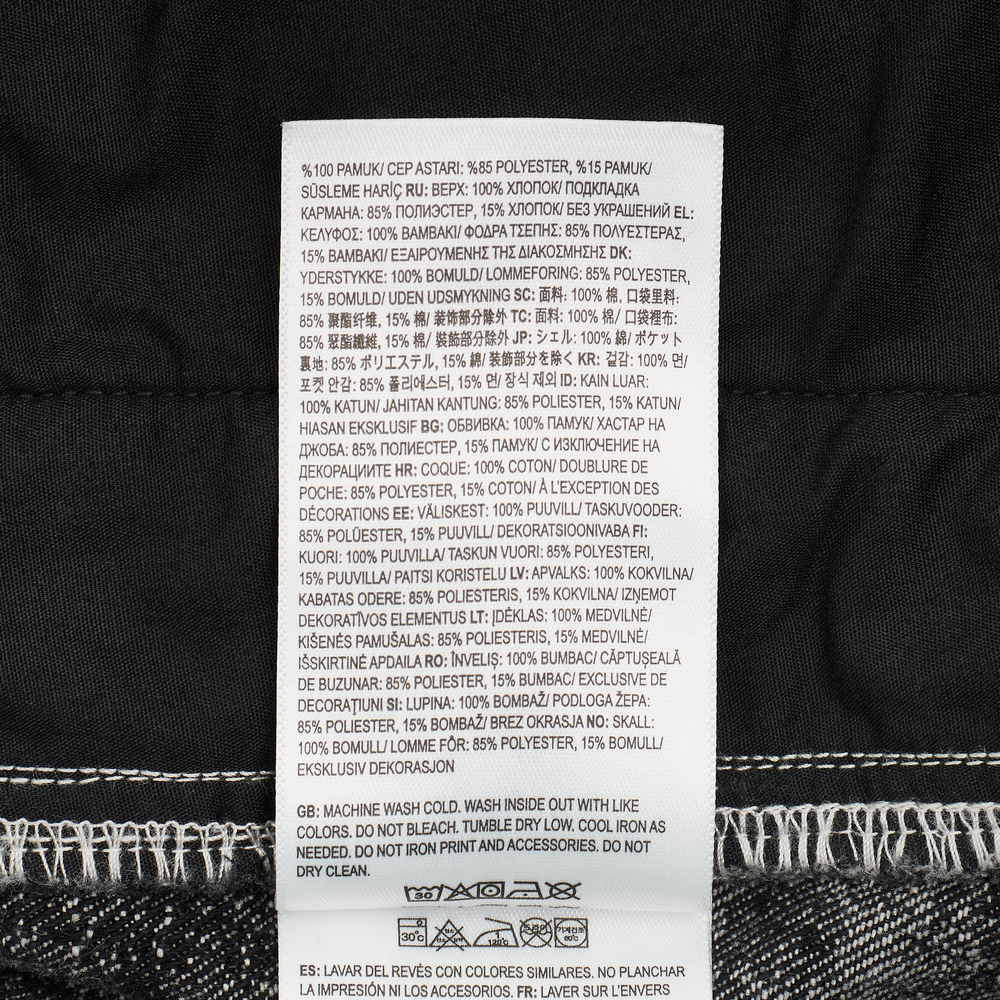 %100 PAMUK/ CEP ASTARI: %85 POLYESTER, %15 PAMUK/
SÜSLEME HARİÇ RU: ВЕРХ: 100% ХЛОПОК/ ПОДКЛАДКА
КАРМАНА: 85% ПОЛИЭСТЕР, 15% ХЛОПОК/ БЕЗ УКРАШЕНИЙ EL:
ΚΕΛΥΦΟΣ: 100% ΒΑΜΒΑΚΙ/ ΦΟΔΡΑ ΤΣΕΠΗΣ: 85% ΠΟΛΥΕΣΤΕΡΑΣ,
15% ΒΑΜΒΑΚΙ/ ΕΞΑΙΡΟΥΜΕΝΗΣ ΤΗΣ ΔΙΑΚΟΣΜΗΣΗΣ DK:
YDERSTYKKE: 100% BOMULD/ LOMMEFORING: 85% POLYESTER,
15% BOMULD/ UDEN UDSMYKNING SC: 面料: 100% 棉, 口袋里料:
85% 聚酯纤维, 15% 棉/ 装饰部分除外 TC: 面料: 100% 棉/ 口袋裡布:
85% 聚酯纖維, 15% 棉/ 裝飾部分除外 JP: シェル: 100% 綿/ ポケット
裏地: 85% ポリエステル, 15% 綿/ 装飾部分を除く KR: 겉감: 100% 면/
포켓 안감: 85% 폴리에스터, 15% 면/ 장식 제외 ID: KAIN LUAR:
100% KATUN/ JAHITAN KANTUNG: 85% POLIESTER, 15% KATUN/
HIASAN EKSKLUSIF BG: ОБВИВКА: 100% ПАМУК/ ХАСТАР НА
ДЖОБА: 85% ПОЛИЕСТЕР, 15% ПАМУК/ С ИЗКЛЮЧЕНИЕ НА
ДЕКОРАЦИИТЕ HR: COQUE: 100% COTON/ DOUBLURE DE
POCHE: 85% POLYESTER, 15% COTON/ À L'EXCEPTION DES
DÉCORATIONS EE: VÄLISKEST: 100% PUUVILL/ TASKUVOODER:
85% POLÜESTER, 15% PUUVILL/ DEKORATSIOONIVABA FI:
KUORI: 100% PUUVILLA/ TASKUN VUORI: 85% POLYESTERI,
15% PUUVILLA/ PAITSI KORISTELU LV: APVALKS: 100% KOKVILNA/
KABATAS ODERE: 85% POLIESTERIS, 15% KOKVILNA/ IZŅEMOT
DEKORATĪVOS ELEMENTUS LT: ĮDĖKLAS: 100% MEDVILNĖ/
KIŠENĖS PAMUŠALAS: 85% POLIESTERIS, 15% MEDVILNĖ/
IŠSKIRTINĖ APDAILA RO: ÎNVELIȘ: 100% BUMBAC/ CĂPTUȘEALĂ
DE BUZUNAR: 85% POLIESTER, 15% BUMBAC/ EXCLUSIVE DE
DECORAȚIUNI SI: LUPINA: 100% BOMBAŽ/ PODLOGA ŽEPA:
85% POLIESTER, 15% BOMBAŽ/ BREZ OKRASJA NO: SKALL:
100% BOMULL/ LOMME FÔR: 85% POLYESTER, 15% BOMULL/
EKSKLUSIV DEKORASJON
GB: MACHINE WASH COLD. WASH INSIDE OUT WITH LIKE
COLORS. DO NOT BLEACH. TUMBLE DRY LOW. COOL IRON AS
NEEDED. DO NOT IRON PRINT AND ACCESSORIES. DO NOT
DRY CLEAN.
30
30°C 120°C 기계건조 60℃
ES: LAVAR DEL REVÉS CON COLORES SIMILARES. NO PLANCHAR
LA IMPRESIÓN NI LOS ACCESORIOS. FR: LAVER SUR L'ENVERS